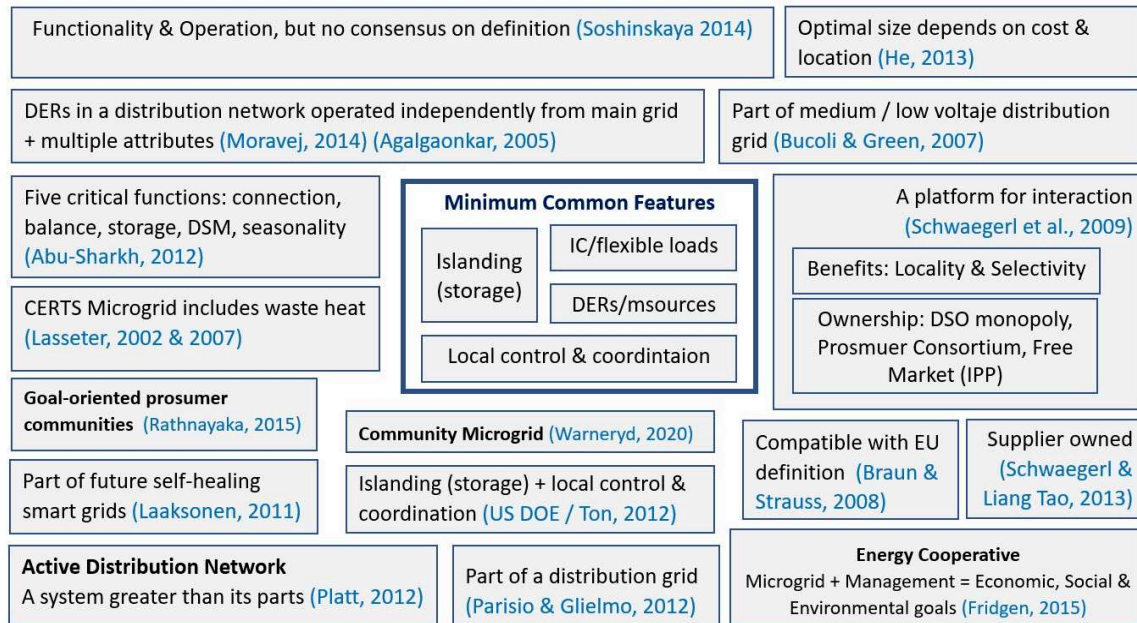 Functionality & Operation, but no consensus on definition (Soshinskaya 2014)
Optimal size depends on cost &
location (He, 2013)
DERs in a distribution network operated independently from main grid
+ multiple attributes (Moravej, 2014) (Agalgaonkar, 2005)
Part of medium / low voltaje distribution
grid (Bucoli & Green, 2007)
Five critical functions: connection,
balance, storage, DSM, seasonality
(Abu-Sharkh, 2012)
Minimum Common Features
Islanding
(storage)
IC/flexible loads
DERs/msources
Local control & coordintaion
A platform for interaction
(Schwaegerl et al., 2009)
Benefits: Locality & Selectivity
Ownership: DSO monopoly,
Prosmuer Consortium, Free
Market (IPP)
CERTS Microgrid includes waste heat
(Lasseter, 2002 & 2007)
Goal-oriented prosumer
communities (Rathnayaka, 2015)
Community Microgrid (Warneryd, 2020)
Compatible with EU
definition (Braun &
Strauss, 2008)
Supplier owned
(Schwaegerl &
Liang Tao, 2013)
Part of future self-healing
smart grids (Laaksonen, 2011)
Islanding (storage) + local control &
coordination (US DOE / Ton, 2012)
Active Distribution Network
A system greater than its parts (Platt, 2012)
Part of a distribution grid
(Parisio & Glielmo, 2012)
Energy Cooperative
Microgrid + Management = Economic, Social &
Environmental goals (Fridgen, 2015)